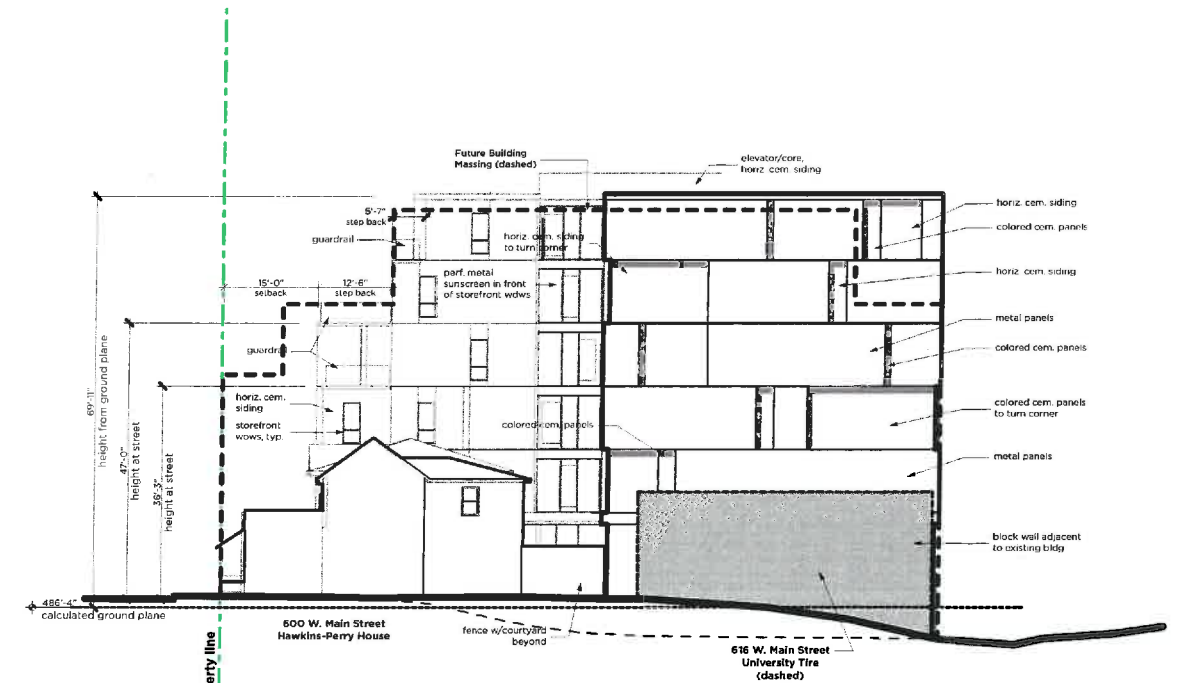 Future Building
Massing (dashed)
elevator/core,
horiz. cem. siding
5'-7"
step back
guardrail
horiz. cem. siding
to turn corner
horiz. cem. siding
colored cem. panels
perf. metal
sunscreen in front
of storefront wdws
horiz. cem. siding
15'-0"
setback
12'-6"
step back
metal panels
guardrail
colored cem. panels
69'-11"
height from ground plane
47'-0"
height at street
36'-3"
height at street
horiz. cem.
siding
storefront
wdws, typ.
colored cem. panels
colored cem. panels
to turn corner
metal panels
block wall adjacent
to existing bldg
486'-4"
calculated ground plane
600 W. Main Street
Hawkins-Perry House
fence w/courtyard
beyond
616 W. Main Street
University Tire
(dashed)
erty line